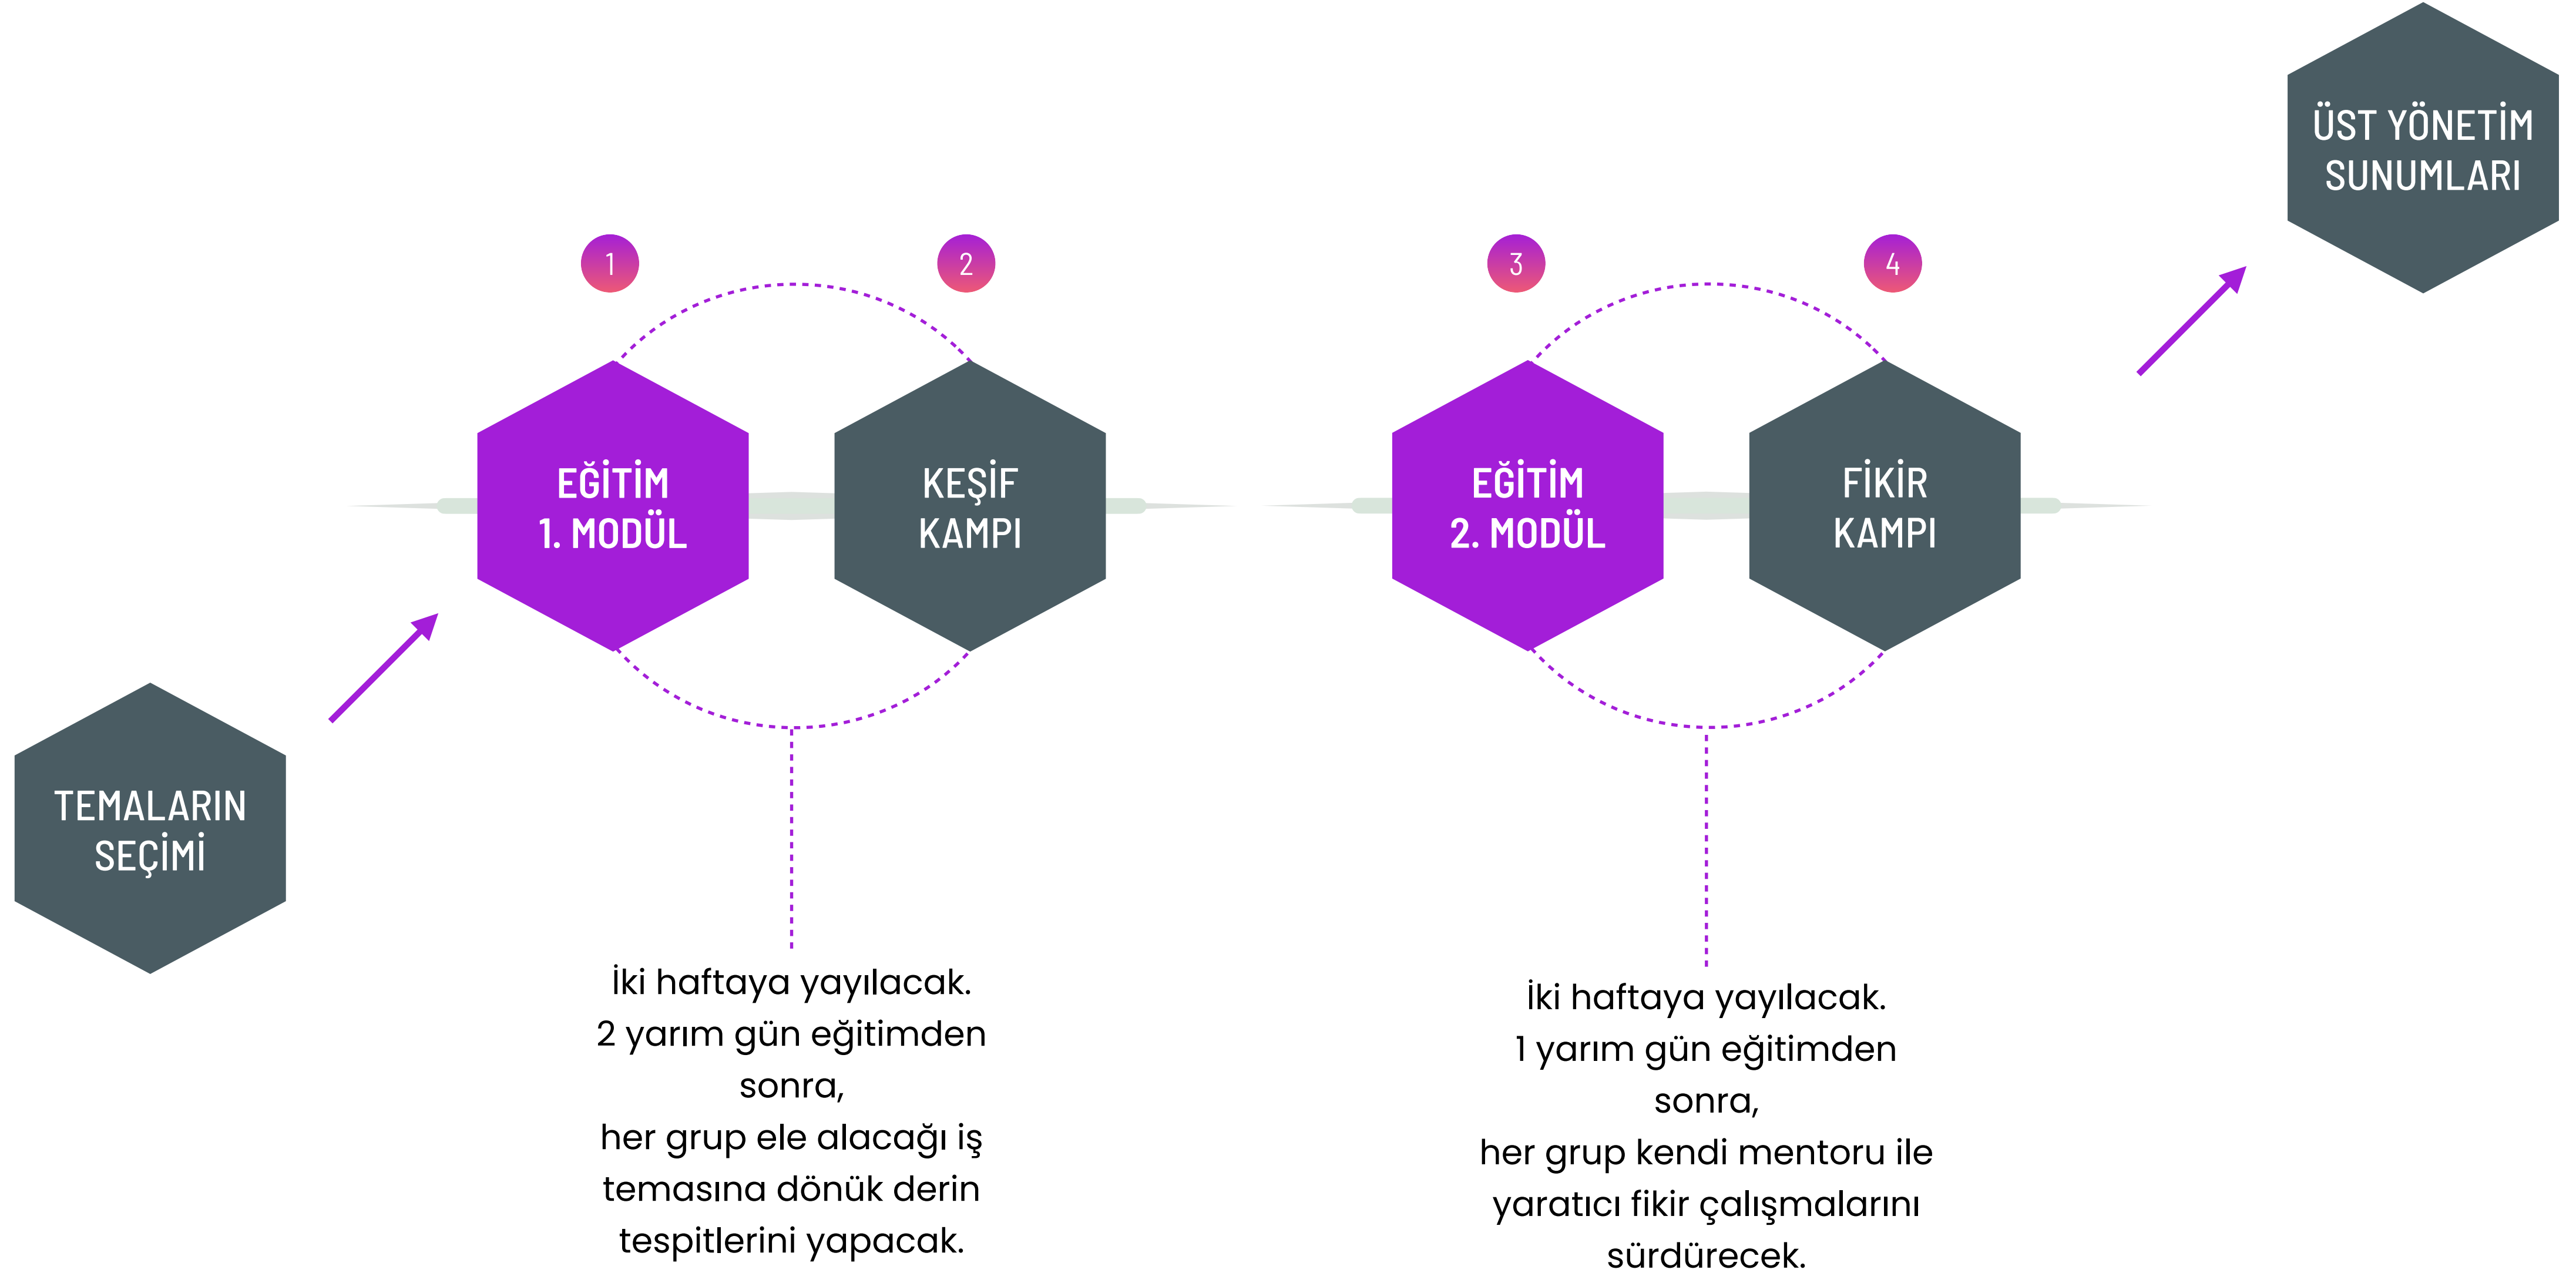 ÜST YÖNETİM
SUNUMLARI
1
2
3
4
EĞİTİM
1. MODÜL
KEŞİF
KAMPI
EĞİTİM
2. MODÜL
FİKİR
KAMPI
TEMALARIN
SEÇİMİ
İki haftaya yayılacak.
2 yarım gün eğitimden
sonra,
her grup ele alacağı iş
temasına dönük derin
tespitlerini yapacak.
İki haftaya yayılacak.
1 yarım gün eğitimden
sonra,
her grup kendi mentoru ile
yaratıcı fikir çalışmalarını
sürdürecek.